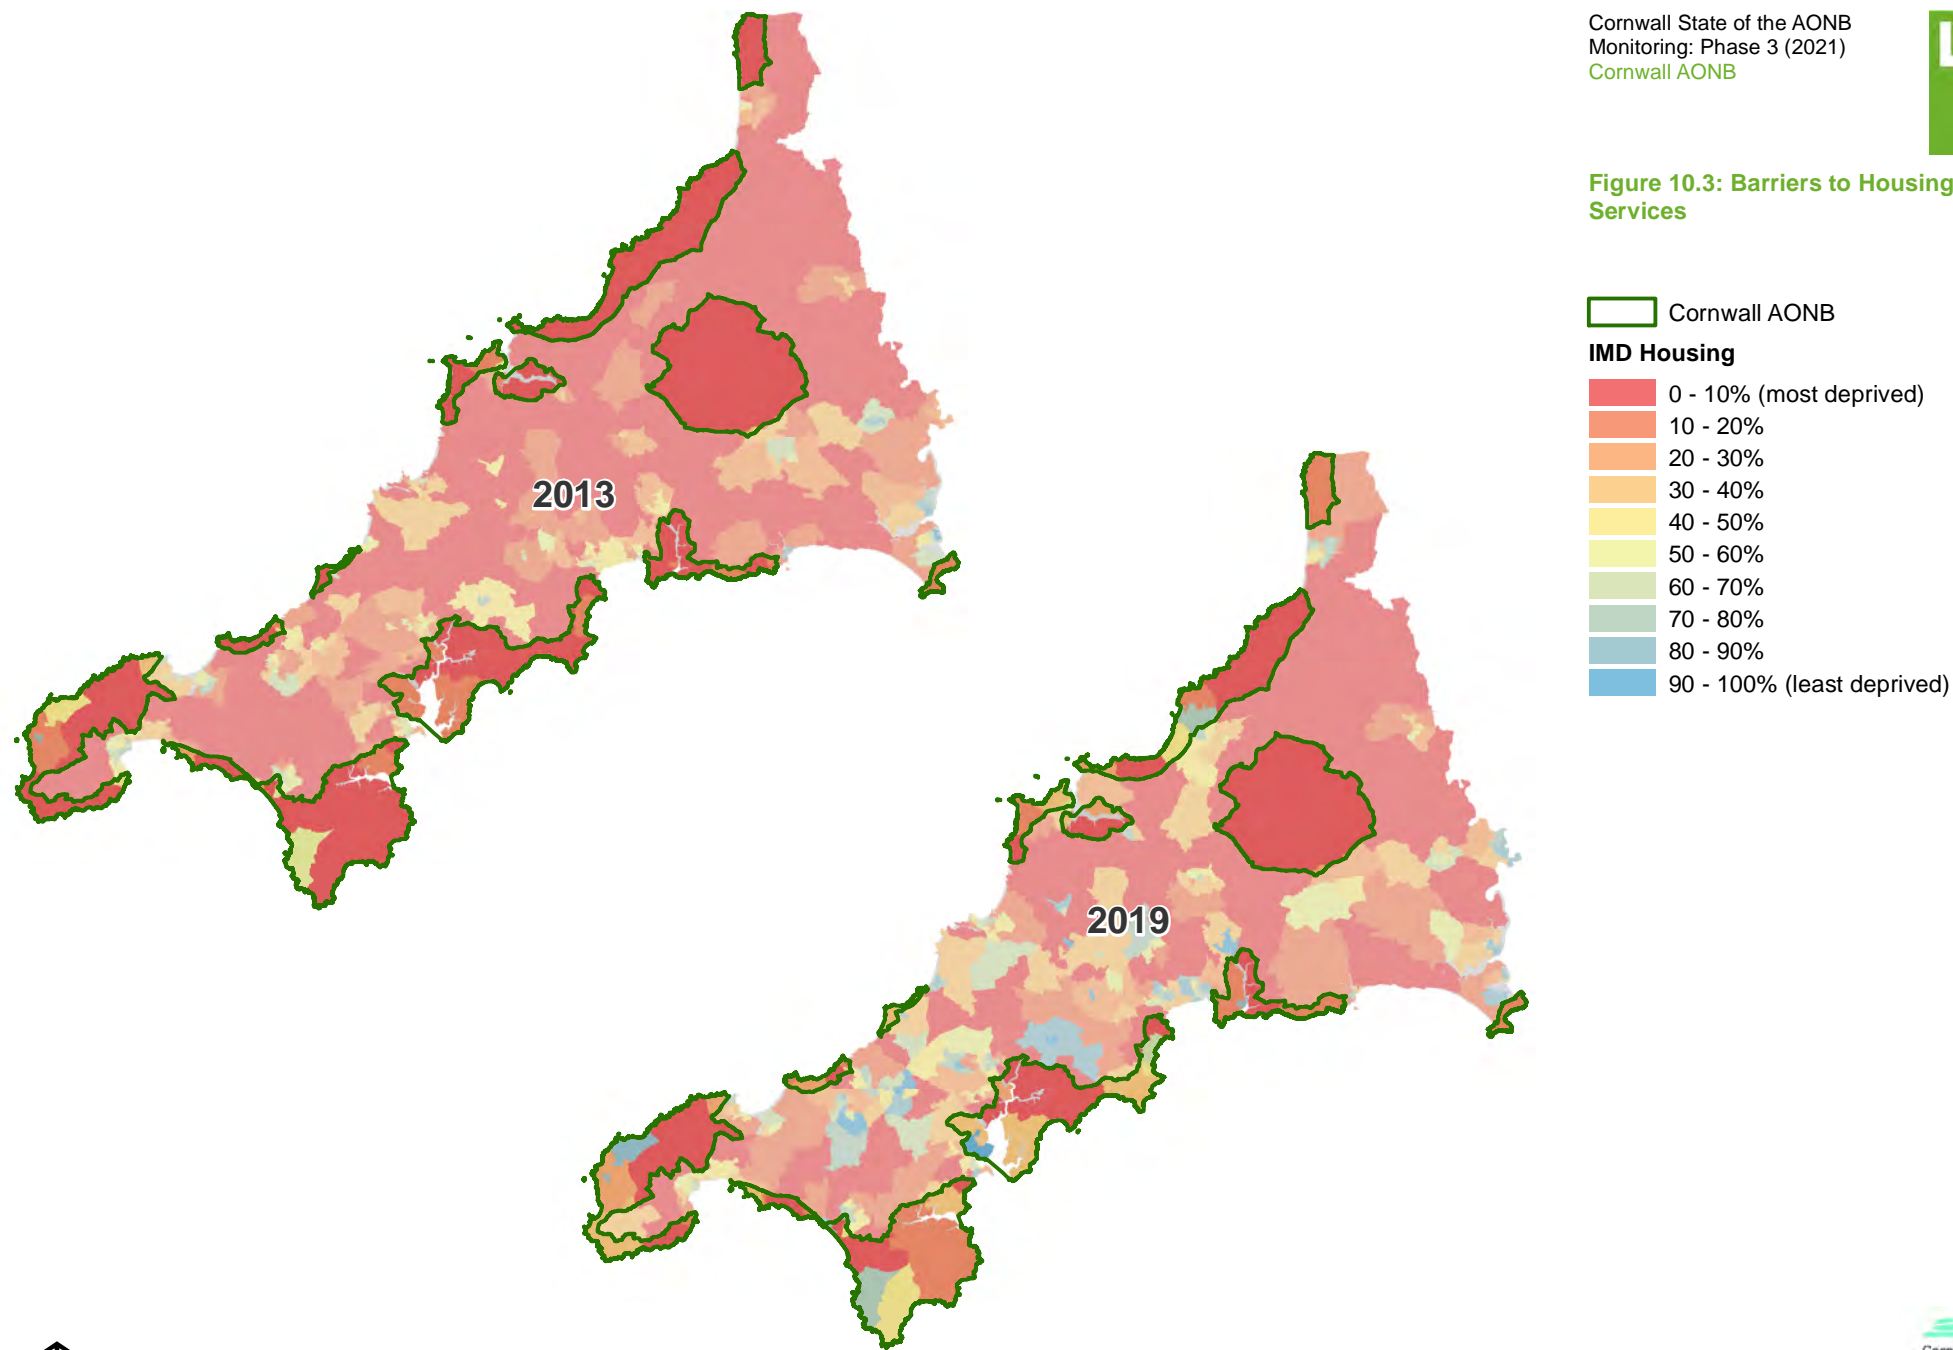 Cornwall State of the AONB
Monitoring: Phase 3 (2021)
Cornwall AONB
Figure 10.3: Barriers to Housing
Services
Cornwall AONB
IMD Housing
0 - 10% (most deprived)
10 - 20%
20 - 30%
30 - 40%
40 - 50%
50 - 60%
60 - 70%
70 - 80%
80 - 90%
90 - 100% (least deprived)
2013
2019